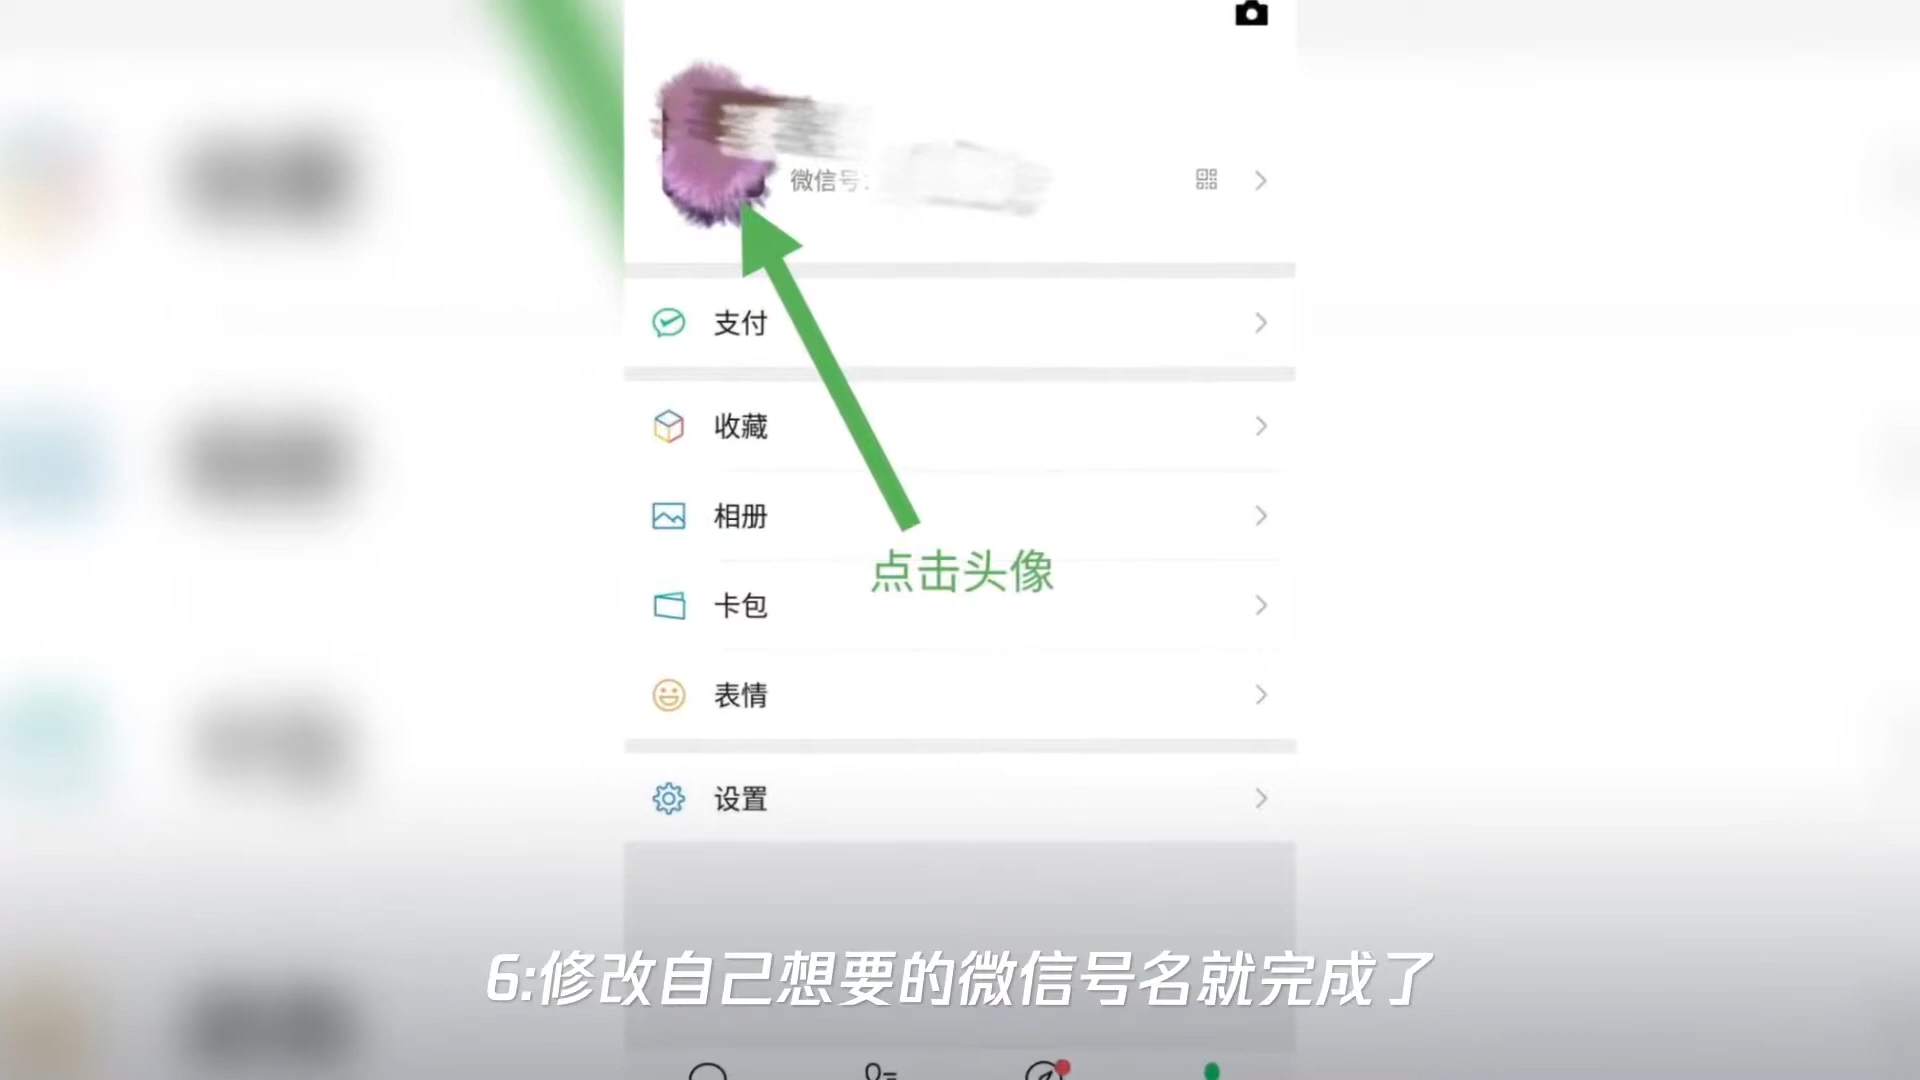 微信号:
支付
收藏
相册
点击头像
卡包
表情
设置
6:修改自己想要的微信号名就完成了